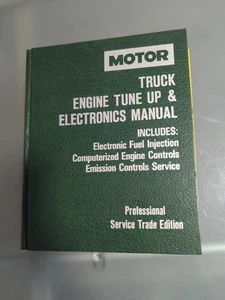 MOTOR
TRUCK
ENGINE TUNE UP &
ELECTRONICS MANUAL
INCLUDES:
Electronic Fuel Injection
Computerized Engine Controls
Emission Controls Service
Professional
Service Trade Edition